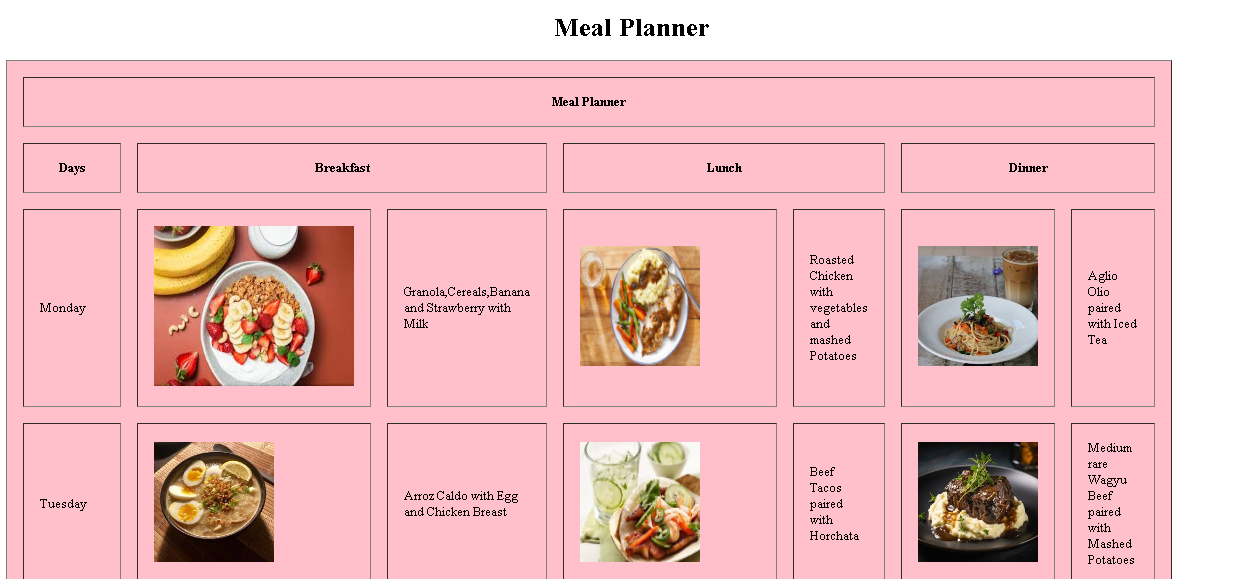 Meal Planner
Meal Planner
Days
Breakfast
Lunch
Dinner
Monday
Granola,Cereals,Banana
and Strawberry with
Milk
Roasted
Chicken
with
vegetables
and
mashed
Potatoes
Aglio
Olio
paired
with Iced
Tea
Tuesday
Arroz Caldo with Egg
and Chicken Breast
Beef
Tacos
paired
with
Horchata
Medium
rare
Wagyu
Beef
paired
with
Mashed
Potatoes